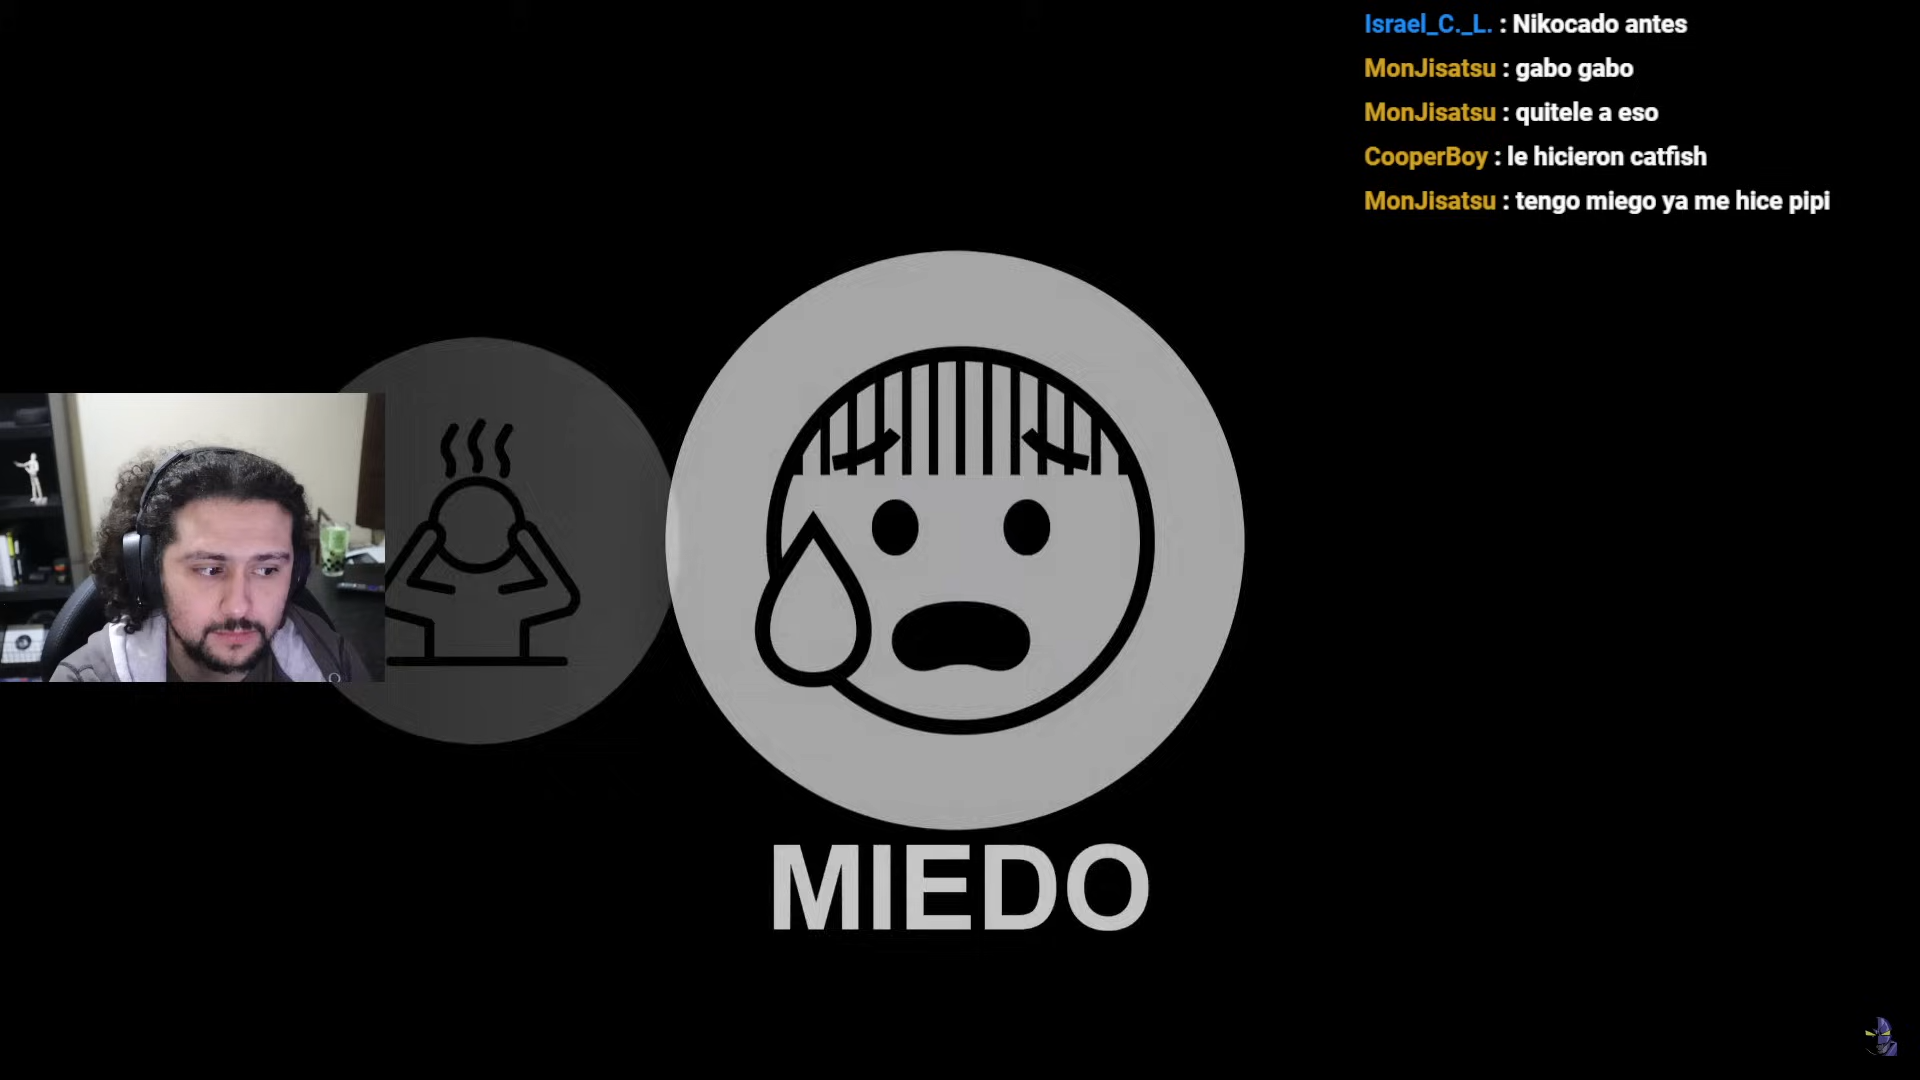 Israel_C._L. : Nikocado antes
MonJisatsu : gabo gabo
MonJisatsu : quitele a eso
CooperBoy : le hicieron catfish
MonJisatsu : tengo miego ya me hice pipi
MIEDO